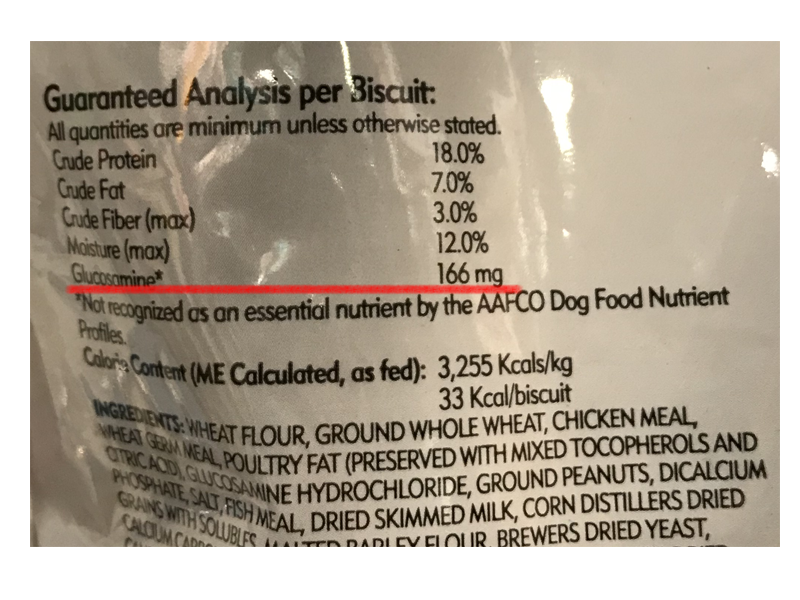 Guaranteed Analysis per Biscuit:
All quantities are minimum unless otherwise stated.
Crude Protein 18.0%
Crude Fat 7.0%
Crude Fiber (max) 3.0%
Moisture (max) 12.0%
Glucosamine* 166 mg
*Not recognized as an essential nutrient by the AAFCO Dog Food Nutrient
Profiles.
Calorie Content (ME Calculated, as fed): 3,255 Kcals/kg
33 Kcal/biscuit
INGREDIENTS: WHEAT FLOUR, GROUND WHOLE WHEAT, CHICKEN MEAL,
WHEAT GERM MEAL, POULTRY FAT (PRESERVED WITH MIXED TOCOPHEROLS AND
CITRIC ACID), GLUCOSAMINE HYDROCHLORIDE, GROUND PEANUTS, DICALCIUM
PHOSPHATE, SALT, FISH MEAL, DRIED SKIMMED MILK, CORN DISTILLERS DRIED
GRAINS WITH SOLUBLES, MALTED BARLEY FLOUR, BREWERS DRIED YEAST,
CALCIUM